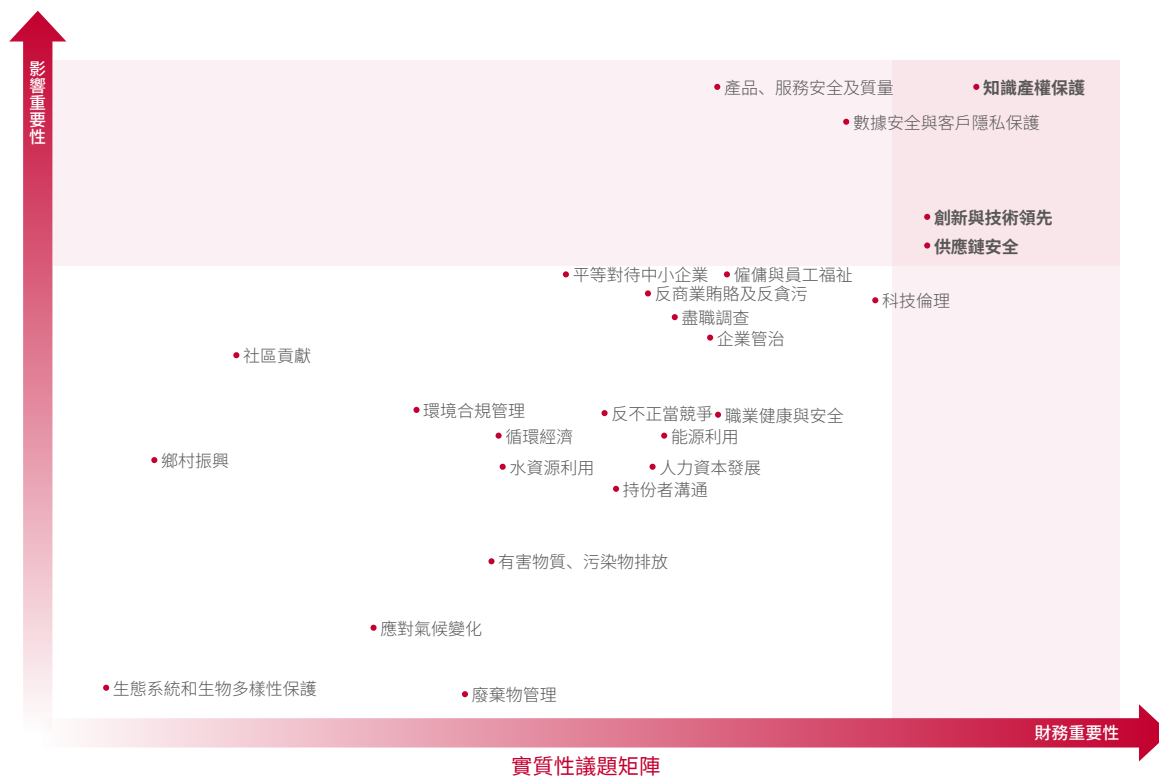 影響重要性
產品、服務安全及質量
知識產權保護
數據安全與客戶隱私保護
創新與技術領先
供應鏈安全
平等對待中小企業
僱傭與員工福祉
反商業賄賂及反貪污
科技倫理
盡職調查
企業管治
社區貢獻
環境合規管理
反不正當競爭
職業健康與安全
循環經濟
能源利用
鄉村振興
水資源利用
人力資本發展
持份者溝通
有害物質、污染物排放
應對氣候變化
生態系統和生物多樣性保護
廢棄物管理
財務重要性
實質性議題矩陣